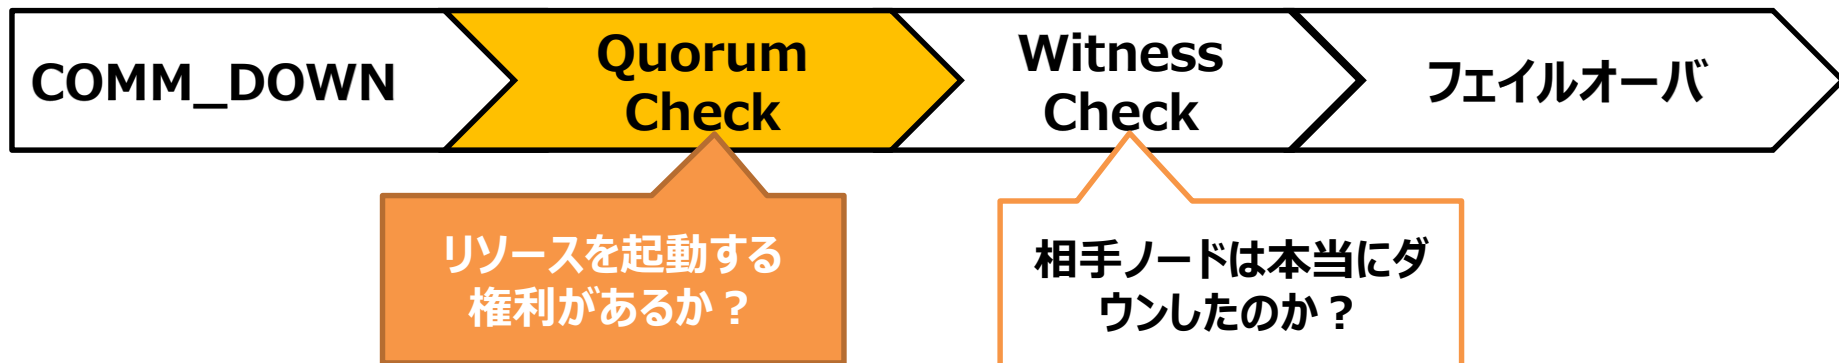 COMM_DOWN
Quorum
Check
Witness
Check
フェイルオーバ
リソースを起動する
権利があるか？
相手ノードは本当にダ
ウンしたのか？